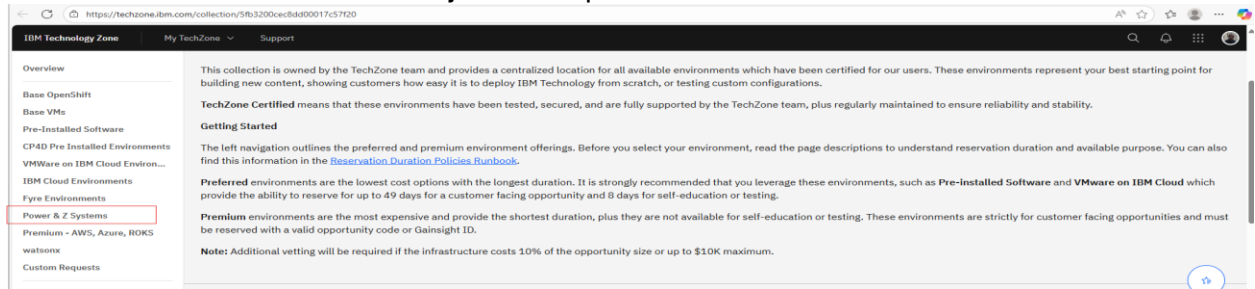 https://techzone.ibm.com/collection/5fb3200cec8dd00017c57f20
IBM Technology Zone
My TechZone
Support
Overview
Base OpenShift
Base VMs
Pre-Installed Software
CP4D Pre Installed Environments
VMWare on IBM Cloud Environ...
IBM Cloud Environments
Fyre Environments
Power & Z Systems
Premium - AWS, Azure, ROKS
watsonx
Custom Requests
This collection is owned by the TechZone team and provides a centralized location for all available environments which have been certified for our users. These environments represent your best starting point for
building new content, showing customers how easy it is to deploy IBM Technology from scratch, or testing custom configurations.
TechZone Certified means that these environments have been tested, secured, and are fully supported by the TechZone team, plus regularly maintained to ensure reliability and stability.
Getting Started
The left navigation outlines the preferred and premium environment offerings. Before you select your environment, read the page descriptions to understand reservation duration and available purpose. You can also
find this information in the Reservation Duration Policies Runbook.
Preferred environments are the lowest cost options with the longest duration. It is strongly recommended that you leverage these environments, such as Pre-installed Software and VMware on IBM Cloud which
provide the ability to reserve for up to 49 days for a customer facing opportunity and 8 days for self-education or testing.
Premium environments are the most expensive and provide the shortest duration, plus they are not available for self-education or testing. These environments are strictly for customer facing opportunities and must
be reserved with a valid opportunity code or Gainsight ID.
Note: Additional vetting will be required if the infrastructure costs 10% of the opportunity size or up to $10K maximum.